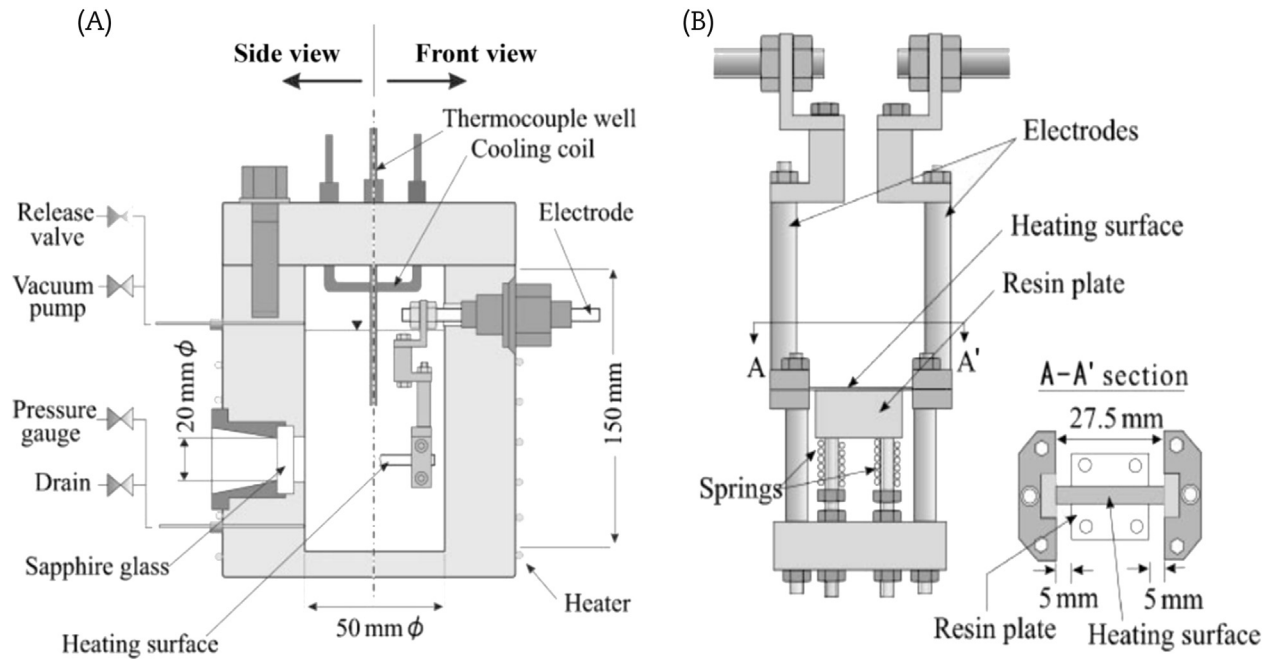 (A)
Side view
Front view
Thermocouple well
Cooling coil
Electrode
Release
valve
Vacuum
pump
20 mm ϕ
Pressure
gauge
Drain
150 mm
Sapphire glass
Heater
50 mm ϕ
Heating surface
(B)
Electrodes
Heating surface
Resin plate
A
A'
A-A' section
27.5 mm
Springs
5 mm
5 mm
Resin plate
Heating surface